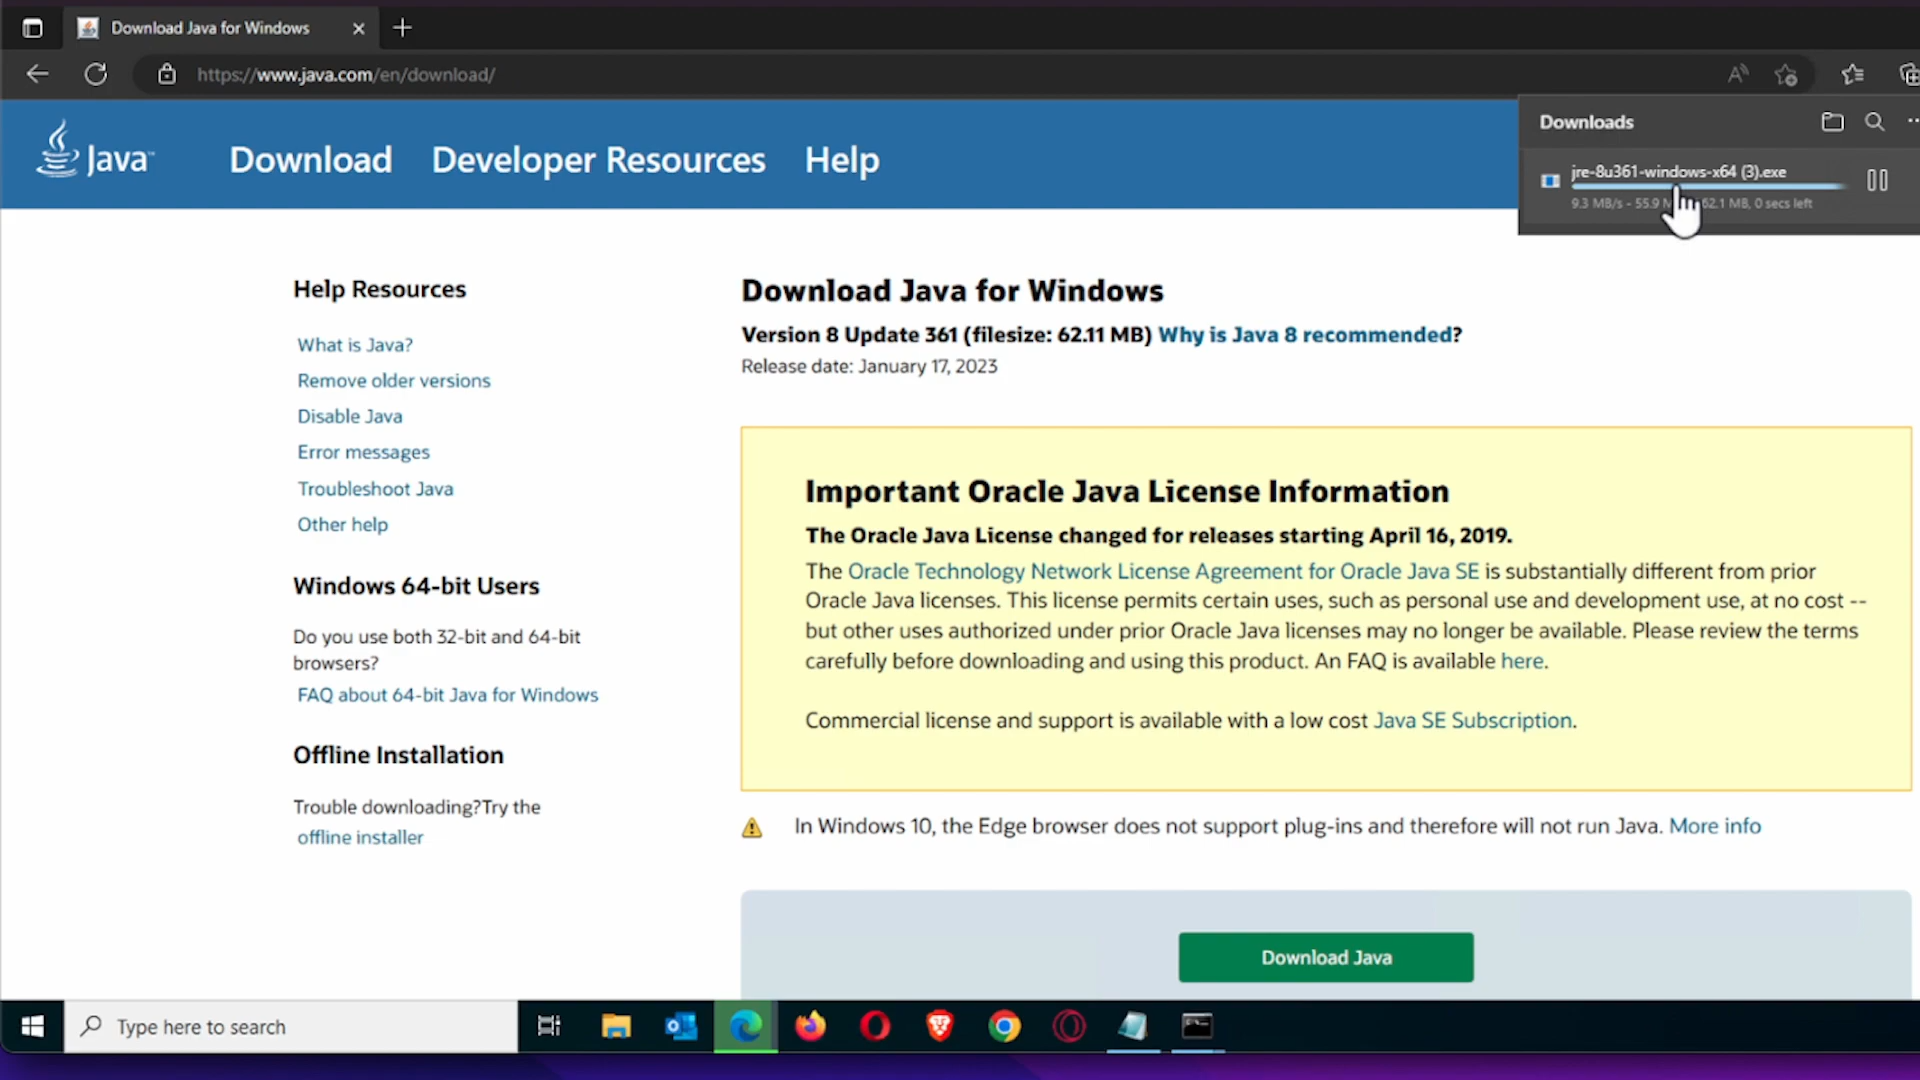 Download Java for Windows
https://www.java.com/en/download/
Java™
Download
Developer Resources
Help
Downloads
jre-8u361-windows-x64 (3).exe
9.3 MB/s - 55.9 62.1 MB, 0 secs left
Help Resources
What is Java?
Remove older versions
Disable Java
Error messages
Troubleshoot Java
Other help
Windows 64-bit Users
Do you use both 32-bit and 64-bit
browsers?
FAQ about 64-bit Java for Windows
Offline Installation
Trouble downloading?Try the
offline installer
Download Java for Windows
Version 8 Update 361 (filesize: 62.11 MB) Why is Java 8 recommended?
Release date: January 17, 2023
Important Oracle Java License Information
The Oracle Java License changed for releases starting April 16, 2019.
The Oracle Technology Network License Agreement for Oracle Java SE is substantially different from prior
Oracle Java licenses. This license permits certain uses, such as personal use and development use, at no cost --
but other uses authorized under prior Oracle Java licenses may no longer be available. Please review the terms
carefully before downloading and using this product. An FAQ is available here.
Commercial license and support is available with a low cost Java SE Subscription.
In Windows 10, the Edge browser does not support plug-ins and therefore will not run Java. More info
Download Java
Type here to search